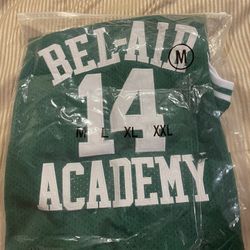 BEL-AIR
M
14
M L XL XXL
ACADEMY